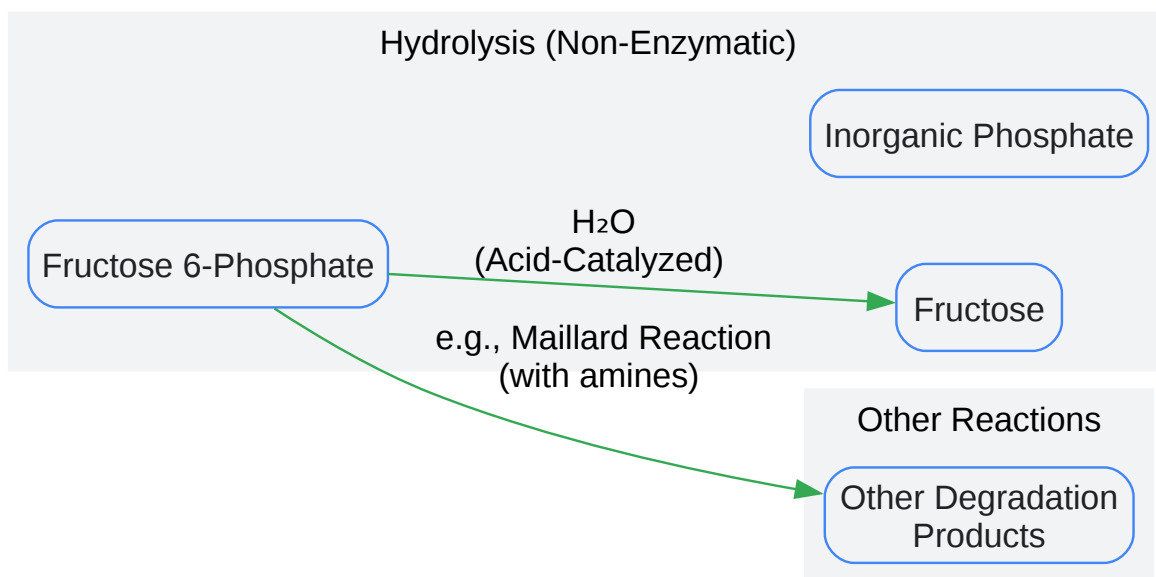 Hydrolysis (Non-Enzymatic)
Inorganic Phosphate
H₂O
(Acid-Catalyzed)
Fructose 6-Phosphate
Fructose
e.g., Maillard Reaction
(with amines)
Other Reactions
Other Degradation
Products